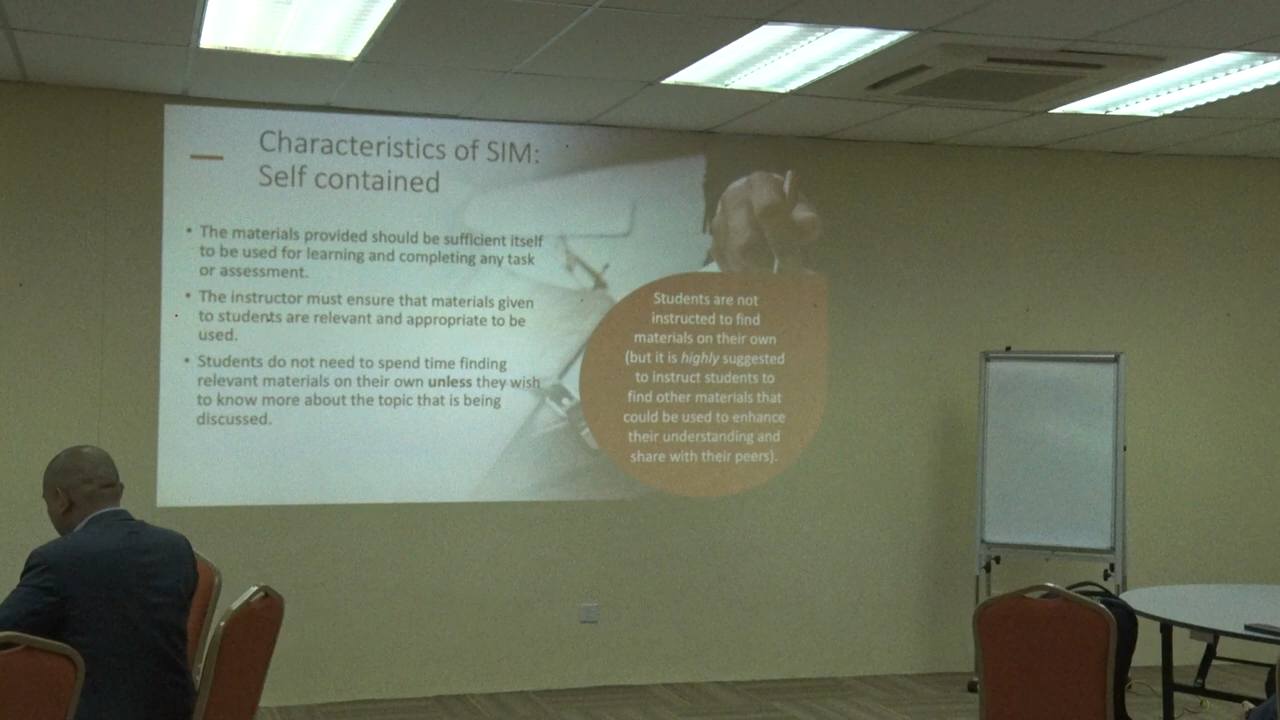 Characteristics of SIM:
Self contained
• The materials provided should be sufficient itself
to be used for learning and completing any task
or assessment.
• The instructor must ensure that materials given
to students are relevant and appropriate to be
used.
• Students do not need to spend time finding
relevant materials on their own unless they wish
to know more about the topic that is being
discussed.
Students are not
instructed to find
materials on their own
(but it is highly suggested
to instruct students to
find other materials that
could be used to enhance
their understanding and
share with their peers).